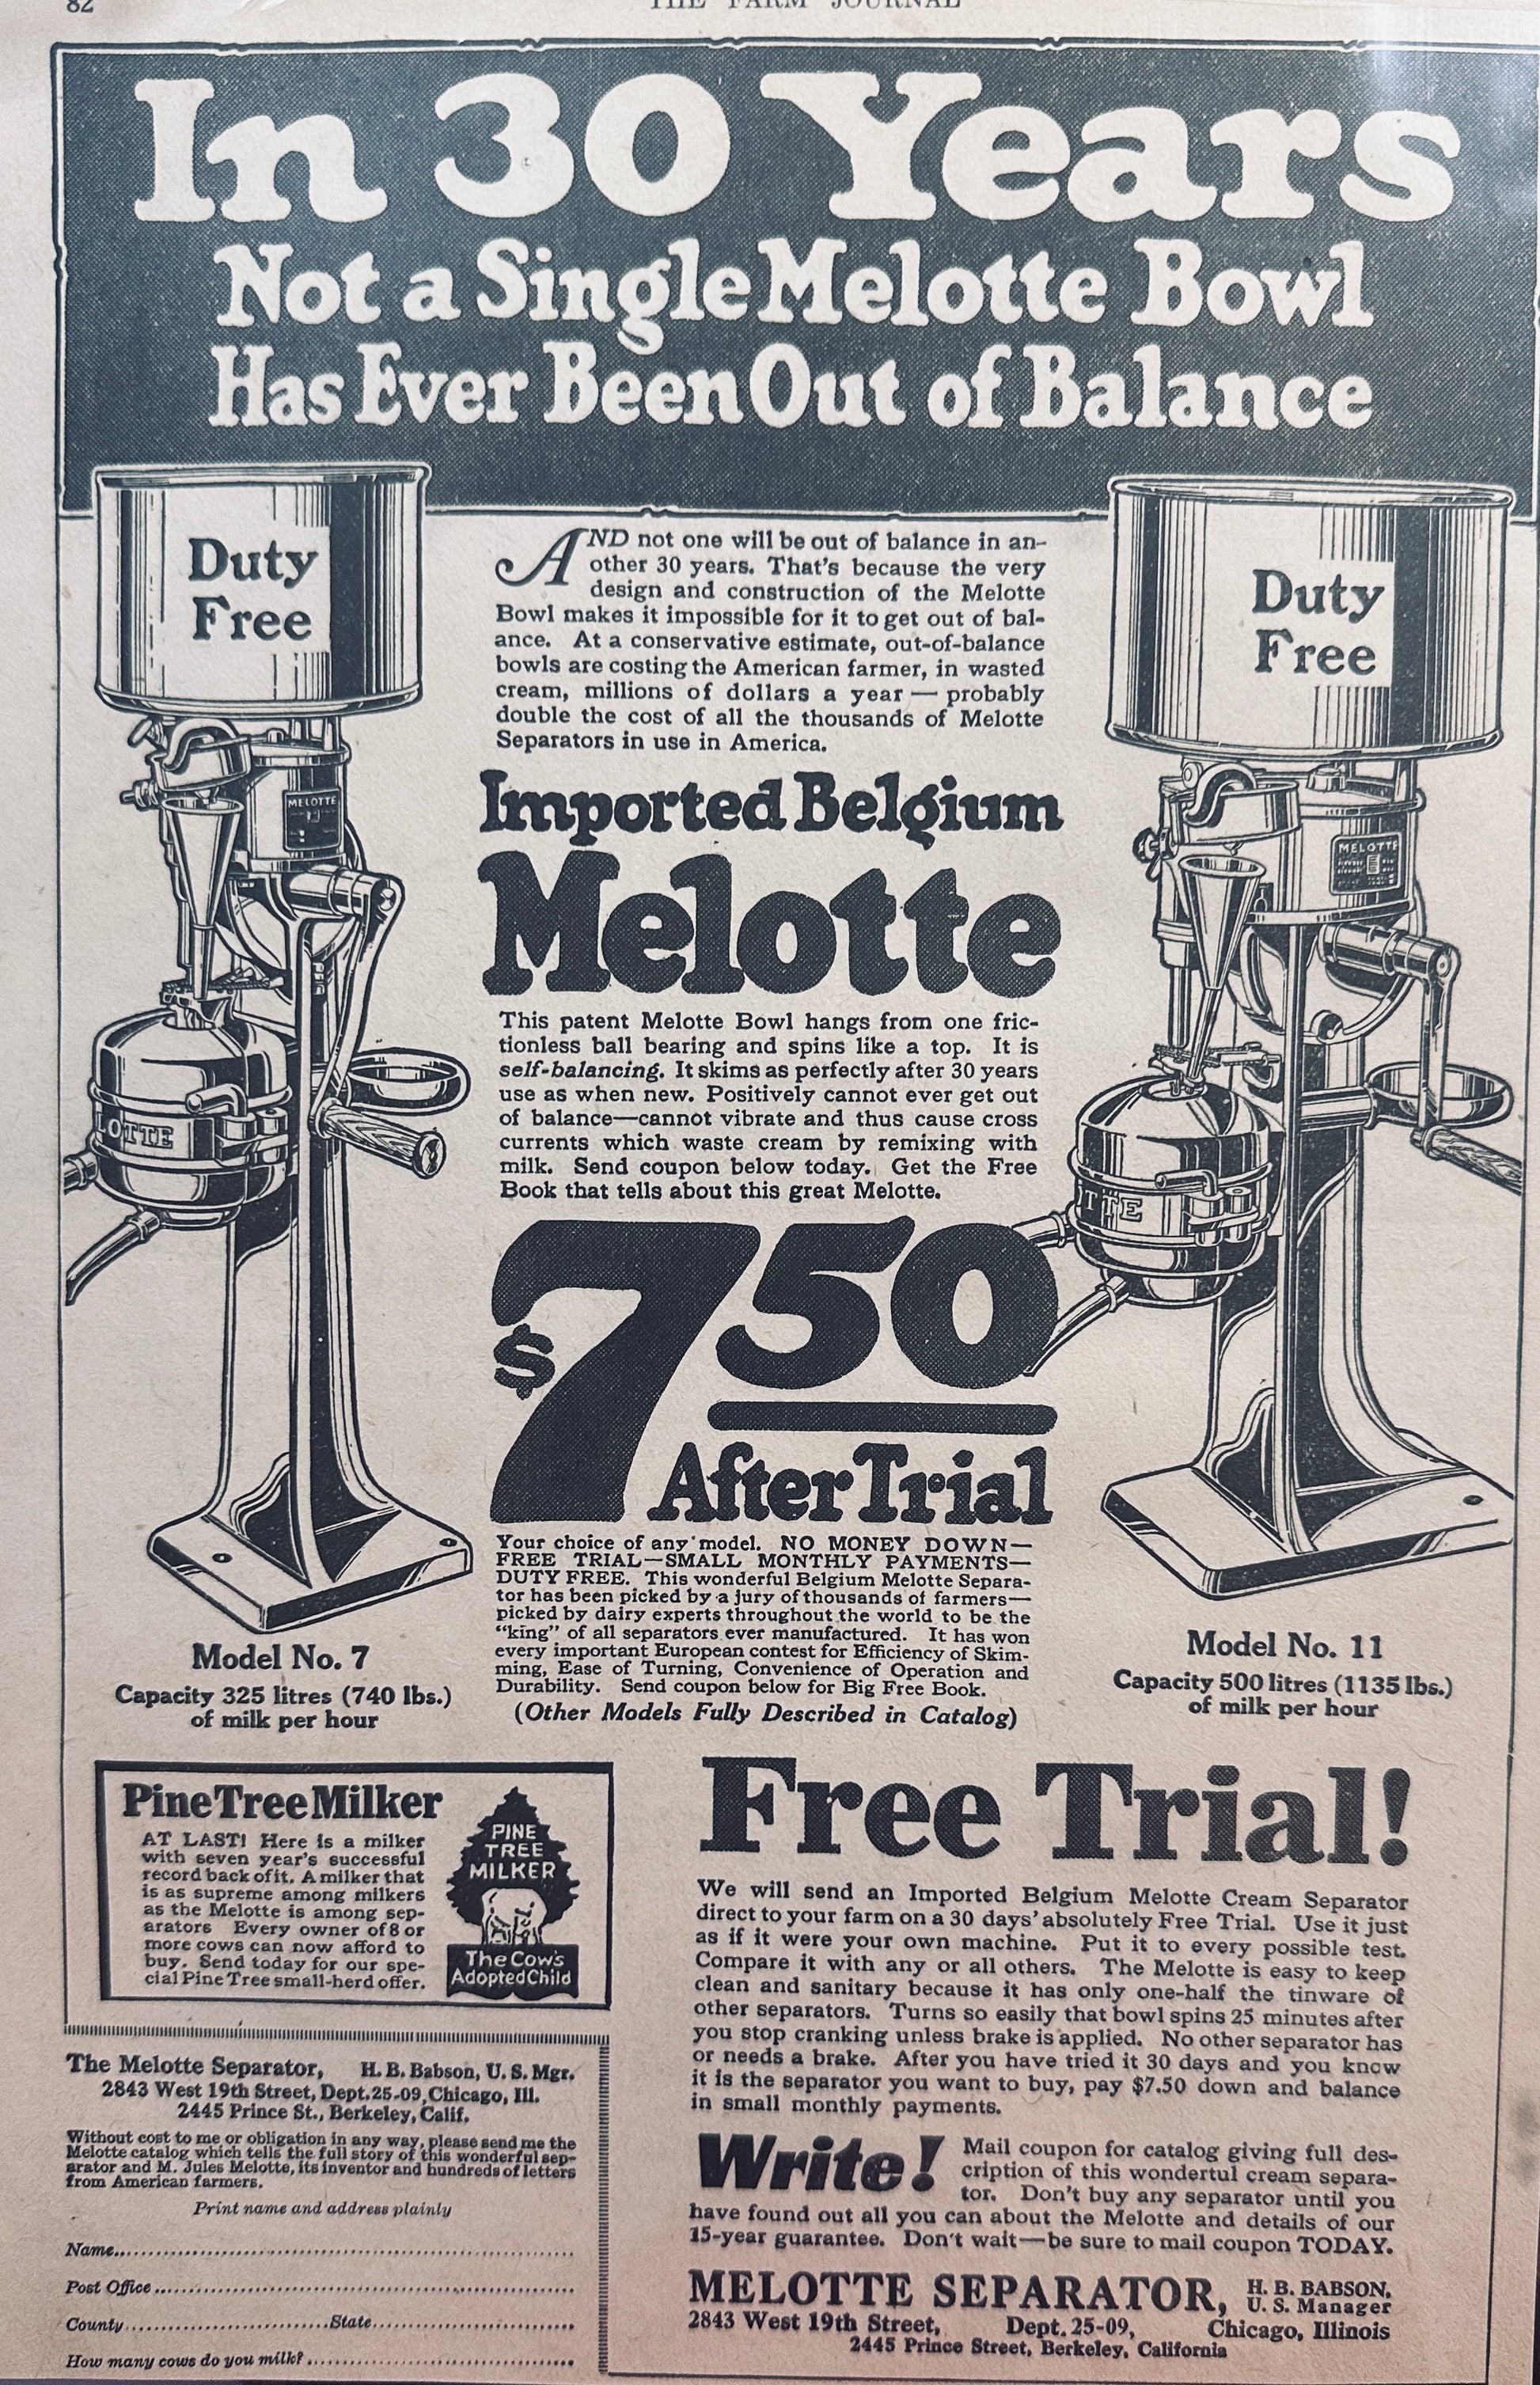 82
THE FARM JOURNAL
In 30 Years
Not a Single Melotte Bowl
Has Ever Been Out of Balance
Duty
Free
MELOTTE
LOTTE
Model No. 7
Capacity 325 litres (740 lbs.)
of milk per hour
AND not one will be out of balance in an-
other 30 years. That's because the very
design and construction of the Melotte
Bowl makes it impossible for it to get out of bal-
ance. At a conservative estimate, out-of-balance
bowls are costing the American farmer, in wasted
cream, millions of dollars a year — probably
double the cost of all the thousands of Melotte
Separators in use in America.
Imported Belgium
Melotte
This patent Melotte Bowl hangs from one fric-
tionless ball bearing and spins like a top. It is
self-balancing. It skims as perfectly after 30 years
use as when new. Positively cannot ever get out
of balance—cannot vibrate and thus cause cross
currents which waste cream by remixing with
milk. Send coupon below today. Get the Free
Book that tells about this great Melotte.
$7 50
After Trial
Your choice of any model. NO MONEY DOWN—
FREE TRIAL—SMALL MONTHLY PAYMENTS—
DUTY FREE. This wonderful Belgium Melotte Separa-
tor has been picked by a jury of thousands of farmers—
picked by dairy experts throughout the world to be the
"king" of all separators ever manufactured. It has won
every important European contest for Efficiency of Skim-
ming, Ease of Turning, Convenience of Operation and
Durability. Send coupon below for Big Free Book.
(Other Models Fully Described in Catalog)
Duty
Free
MELOTTE
TTE
Model No. 11
Capacity 500 litres (1135 lbs.)
of milk per hour
Pine Tree Milker
AT LAST! Here is a milker
with seven year's successful
record back of it. A milker that
is as supreme among milkers
as the Melotte is among sep-
arators Every owner of 8 or
more cows can now afford to
buy. Send today for our spe-
cial Pine Tree small-herd offer.
PINE
TREE
MILKER
The Cow's
Adopted Child
The Melotte Separator, H. B. Babson, U. S. Mgr.
2843 West 19th Street, Dept. 25-09, Chicago, Ill.
2445 Prince St., Berkeley, Calif.
Without cost to me or obligation in any way, please send me the
Melotte catalog which tells the full story of this wonderful sep-
arator and M. Jules Melotte, its inventor and hundreds of letters
from American farmers.
Print name and address plainly
Name
Post Office
County State
How many cows do you milk?
Free Trial!
We will send an Imported Belgium Melotte Cream Separator
direct to your farm on a 30 days' absolutely Free Trial. Use it just
as if it were your own machine. Put it to every possible test.
Compare it with any or all others. The Melotte is easy to keep
clean and sanitary because it has only one-half the tinware of
other separators. Turns so easily that bowl spins 25 minutes after
you stop cranking unless brake is applied. No other separator has
or needs a brake. After you have tried it 30 days and you know
it is the separator you want to buy, pay $7.50 down and balance
in small monthly payments.
Write! Mail coupon for catalog giving full des-
cription of this wonderful cream separa-
tor. Don't buy any separator until you
have found out all you can about the Melotte and details of our
15-year guarantee. Don't wait—be sure to mail coupon TODAY.
MELOTTE SEPARATOR, H. B. BABSON,
U. S. Manager
2843 West 19th Street, Dept. 25-09, Chicago, Illinois
2445 Prince Street, Berkeley, California